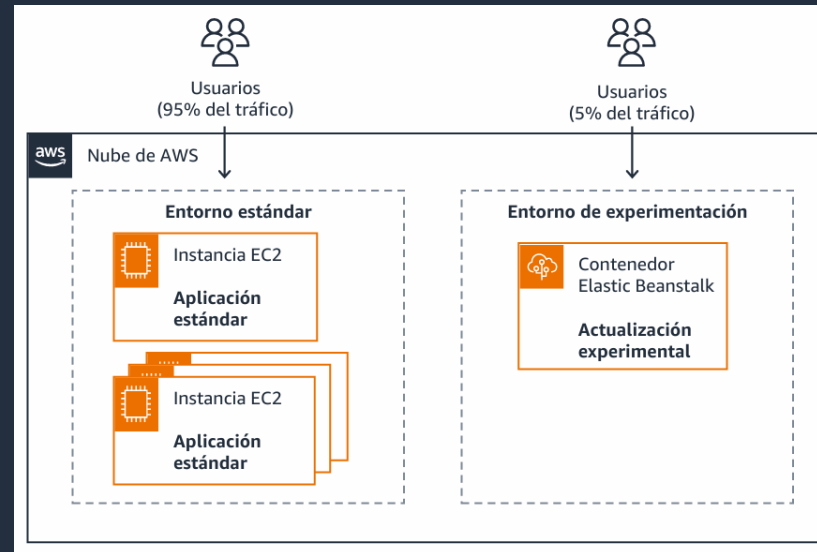 Usuarios
(95% del tráfico)
Usuarios
(5% del tráfico)
aws
Nube de AWS
Entorno estándar
Instancia EC2
Aplicación
estándar
Instancia EC2
Aplicación
estándar
Entorno de experimentación
Contenedor
Elastic Beanstalk
Actualización
experimental